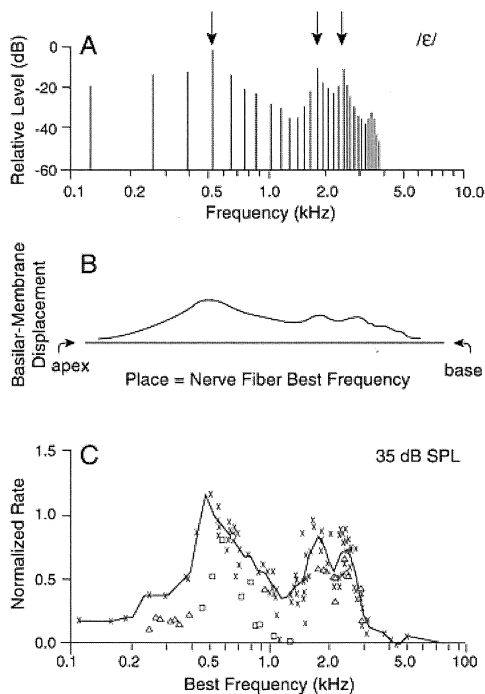 A
/ε/
Relative Level (dB)
0
-20
-40
-60
0.1 0.2 0.5 1.0 2.0 5.0 10.0
Frequency (kHz)
B
Basilar-Membrane
Displacement
apex
base
Place = Nerve Fiber Best Frequency
C
35 dB SPL
Normalized Rate
1.5
1.0
0.5
0.0
0.1 0.2 0.5 1.0 2.0 5.0 100
Best Frequency (kHz)